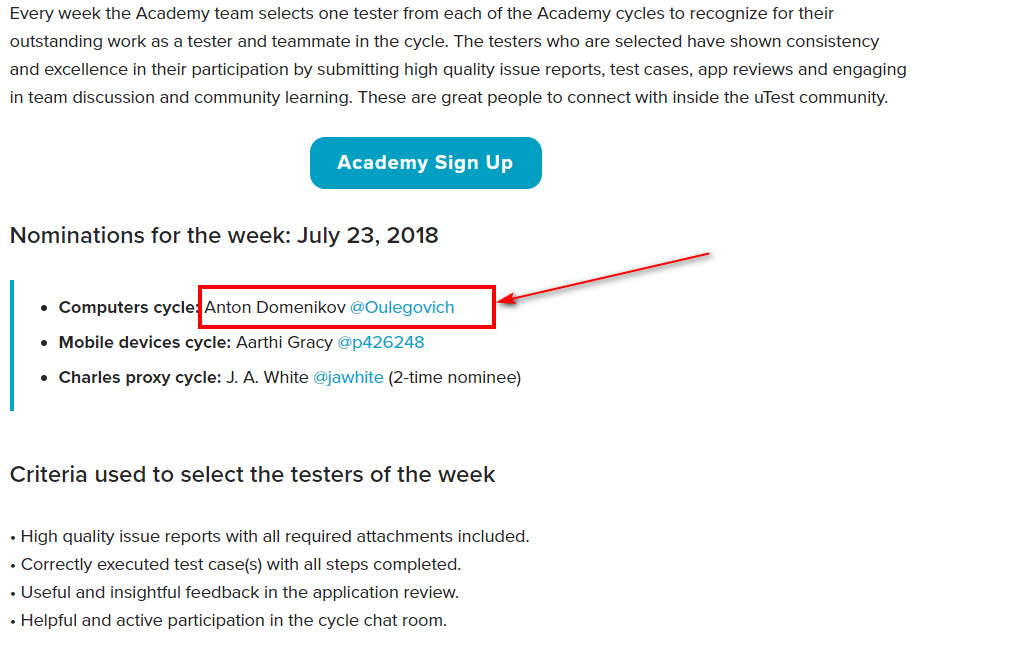 Every week the Academy team selects one tester from each of the Academy cycles to recognize for their
outstanding work as a tester and teammate in the cycle. The testers who are selected have shown consistency
and excellence in their participation by submitting high quality issue reports, test cases, app reviews and engaging
in team discussion and community learning. These are great people to connect with inside the uTest community.
Academy Sign Up
Nominations for the week: July 23, 2018
• Computers cycle: Anton Domenikov @Oulegovich
• Mobile devices cycle: Aarthi Gracy @p426248
• Charles proxy cycle: J. A. White @jawhite (2-time nominee)
Criteria used to select the testers of the week
• High quality issue reports with all required attachments included.
• Correctly executed test case(s) with all steps completed.
• Useful and insightful feedback in the application review.
• Helpful and active participation in the cycle chat room.